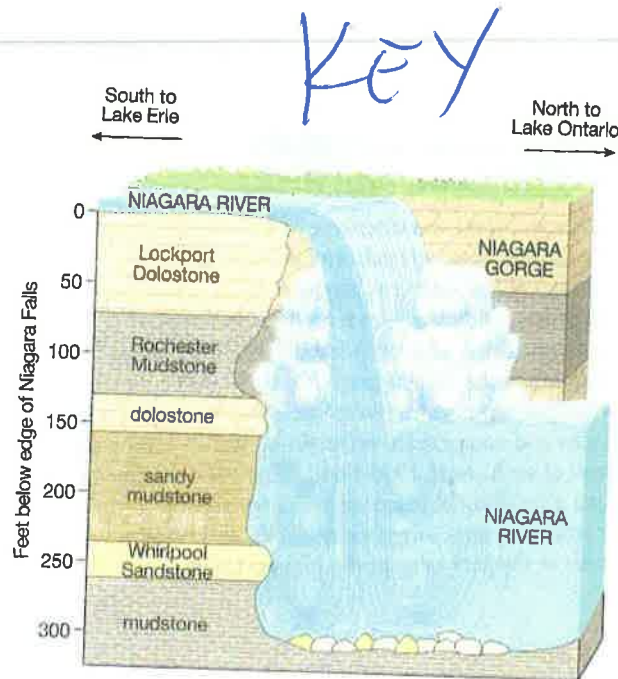 KEY
South to
Lake Erie
North to
Lake Ontario
NIAGARA RIVER
0
Lockport
Dolostone
NIAGARA
GORGE
50
Rochester
Mudstone
100
dolostone
150
sandy
mudstone
200
NIAGARA
RIVER
Whirlpool
Sandstone
250
mudstone
300
Feet below edge of Niagara Falls